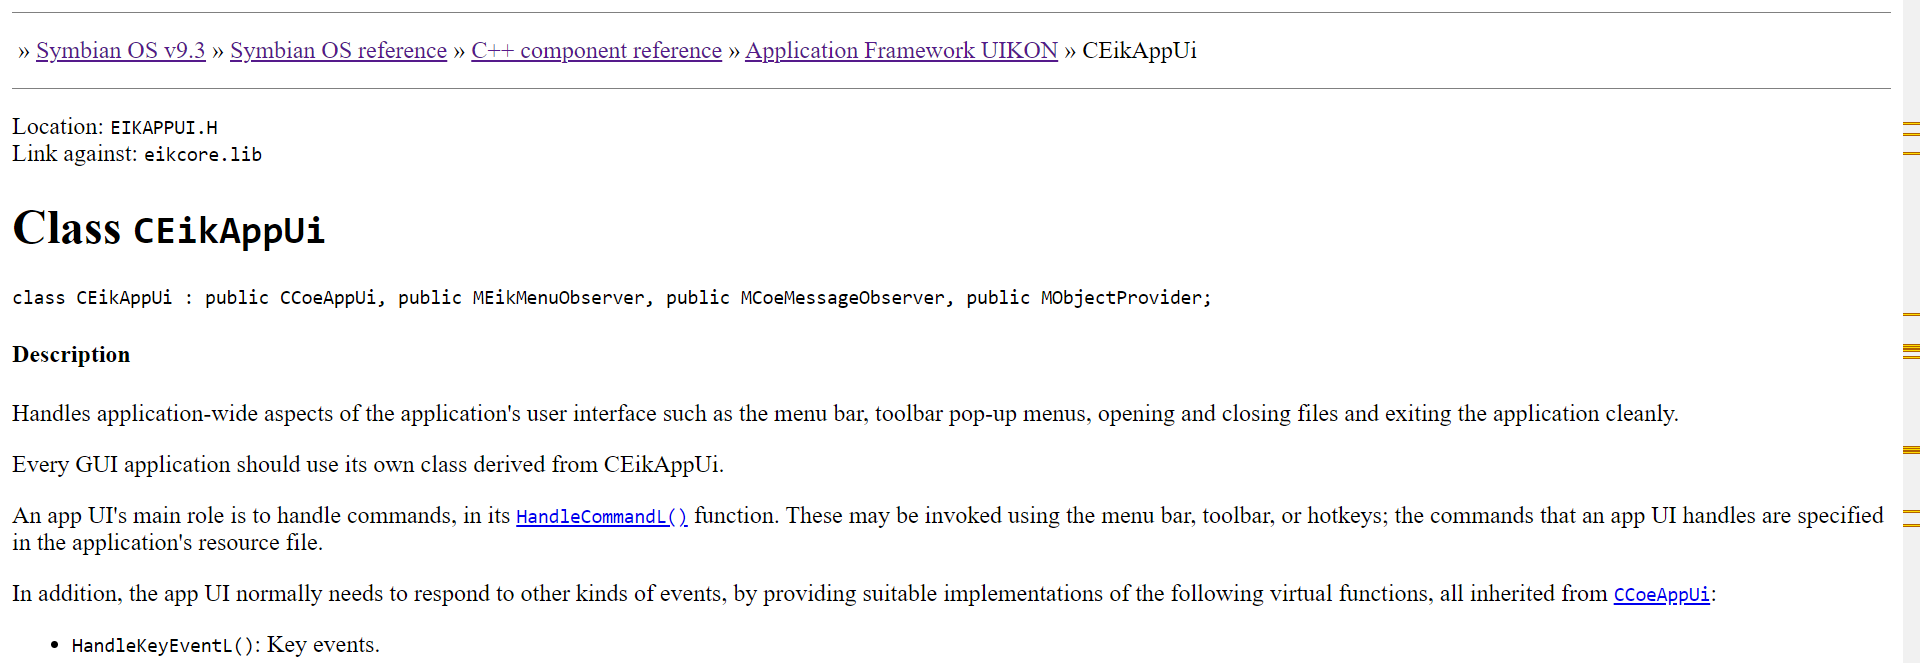 » Symbian OS v9.3 » Symbian OS reference » C++ component reference » Application Framework UIKON » CEikAppUi
Location: EIKAPPUI.H
Link against: eikcore.lib
Class CEikAppUi
class CEikAppUi : public CCoeAppUi, public MEikMenuObserver, public MCoeMessageObserver, public MObjectProvider;
Description
Handles application-wide aspects of the application's user interface such as the menu bar, toolbar pop-up menus, opening and closing files and exiting the application cleanly.
Every GUI application should use its own class derived from CEikAppUi.
An app UI's main role is to handle commands, in its HandleCommandL() function. These may be invoked using the menu bar, toolbar, or hotkeys; the commands that an app UI handles are specified
in the application's resource file.
In addition, the app UI normally needs to respond to other kinds of events, by providing suitable implementations of the following virtual functions, all inherited from CCoeAppUi:
• HandleKeyEventL(): Key events.